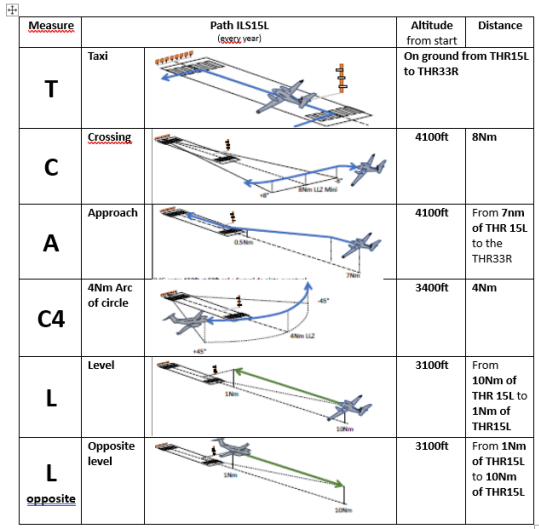 Measure
Path ILS15L
(every year)
Altitude
from start
Distance
T
Taxi
On ground from THR15L
to THR33R
C
Crossing
+8°
8Nm LLZ Mini
4100ft
8Nm
A
Approach
0.5Nm
7Nm
4100ft
From 7nm
of THR 15L
to the
THR33R
C4
4Nm Arc
of circle
-45°
4Nm LLZ
+45°
3400ft
4Nm
L
Level
1Nm
10Nm
3100ft
From
10Nm of
THR 15L to
1Nm of
THR15L
L
opposite
Opposite
level
1Nm
10Nm
3100ft
From 1Nm
of THR15L
to 10Nm
of THR15L